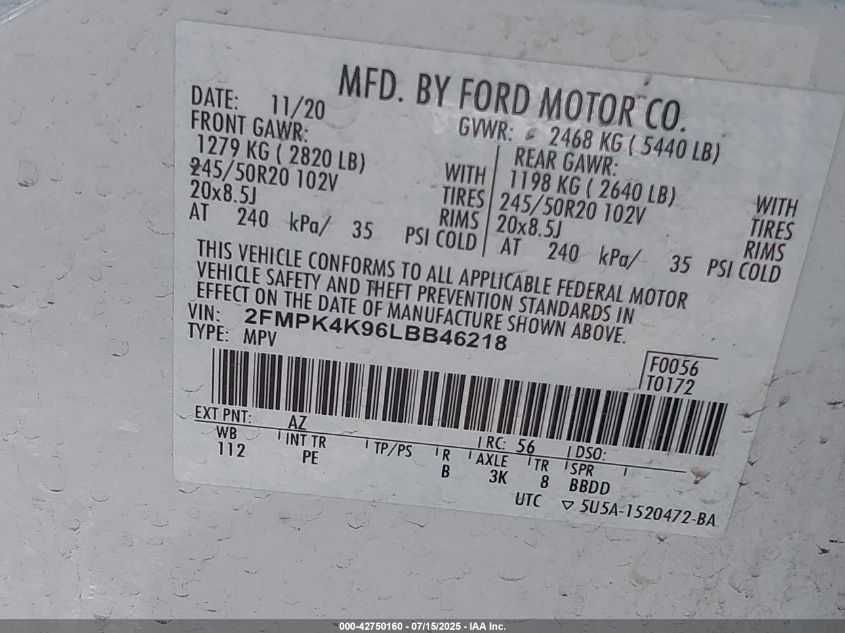 MFD. BY FORD MOTOR CO.
DATE: 11/20
GVWR: 2468 KG ( 5440 LB)
FRONT GAWR:
1279 KG ( 2820 LB)
WITH
245/50R20 102V
TIRES
20x8.5J
RIMS
AT 240 kPa/ 35 PSI COLD
REAR GAWR:
1198 KG ( 2640 LB)
WITH
245/50R20 102V
TIRES
20x8.5J
RIMS
AT 240 kPa/ 35 PSI COLD
THIS VEHICLE CONFORMS TO ALL APPLICABLE FEDERAL MOTOR
VEHICLE SAFETY AND THEFT PREVENTION STANDARDS IN
EFFECT ON THE DATE OF MANUFACTURE SHOWN ABOVE.
VIN: 2FMPK4K96LBB46218
TYPE: MPV
F0056
T0172
EXT PNT: AZ RC: 56 DSO:
WB INT TR TP/PS R AXLE TR SPR
112 PE B 3K 8 BBDD
UTC ▽ 5U5A-1520472-BA
000-42750160 - 07/15/2025 - IAA Inc.